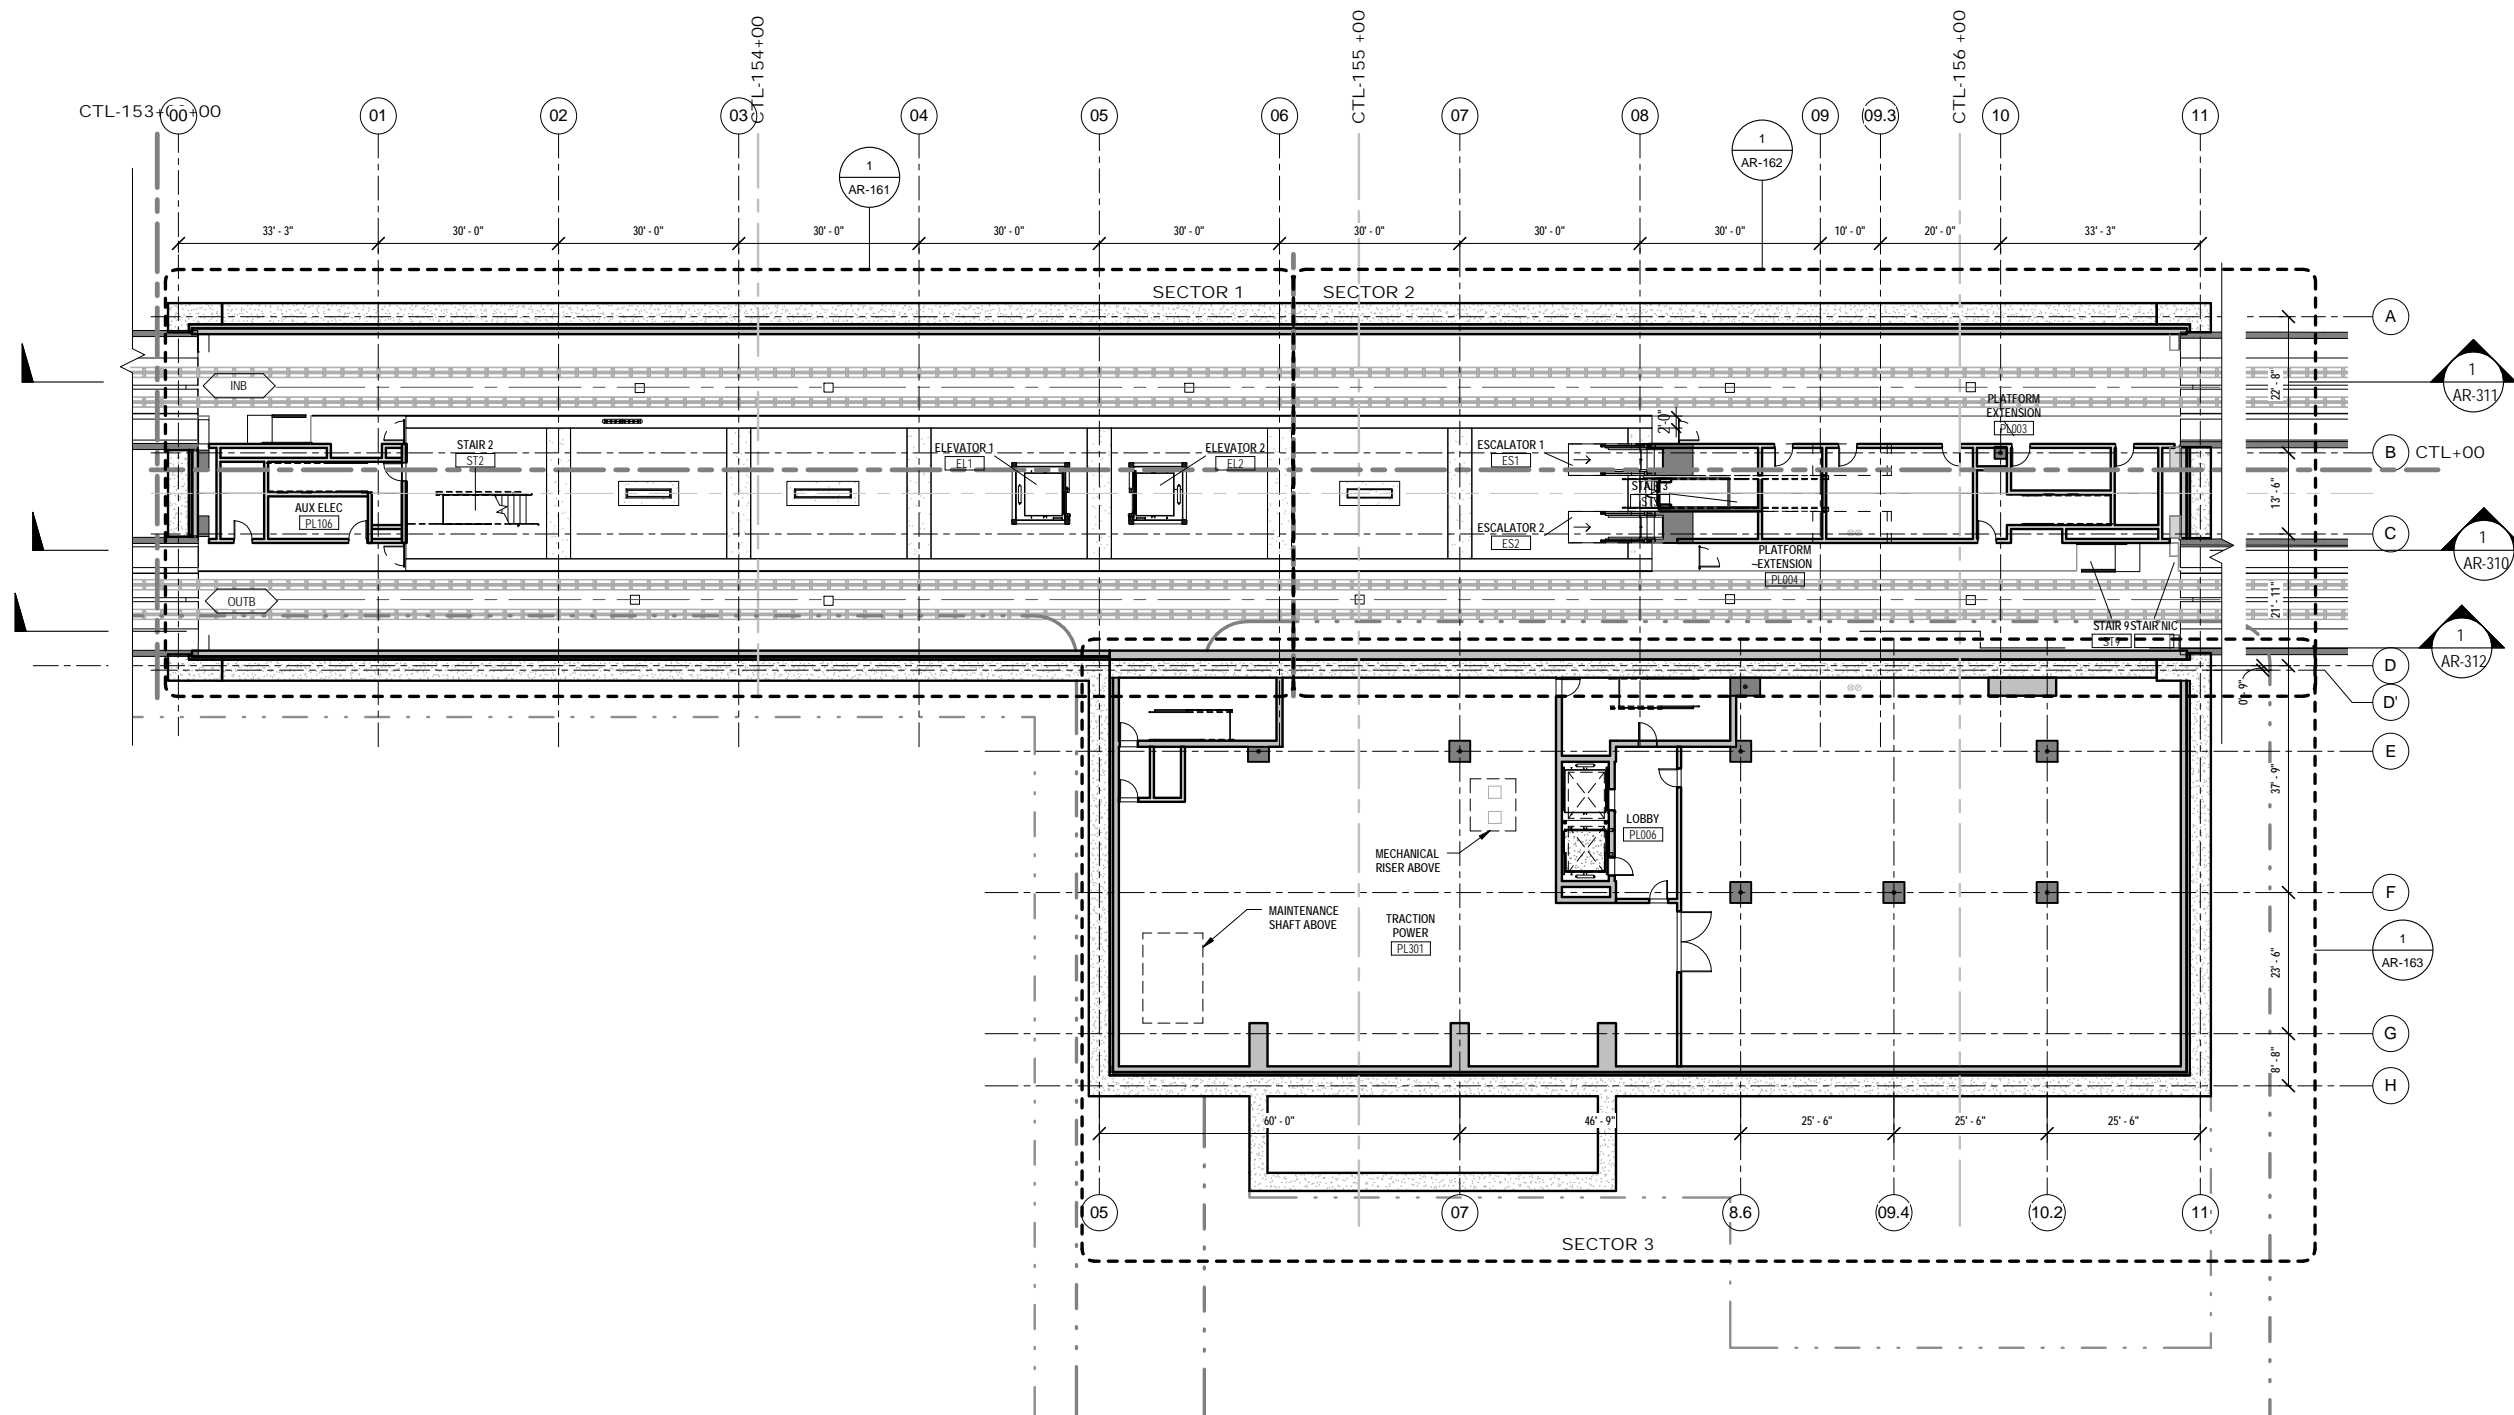 CTL-154+00
CTL-155 +00
CTL-156 +00
CTL-153+
+00
00
01
02
03
04
05
06
07
08
09
09.3
10
11
1
AR-161
1
AR-162
33' - 3"
30' - 0"
30' - 0"
30' - 0"
30' - 0"
30' - 0"
30' - 0"
30' - 0"
30' - 0"
10' - 0"
20' - 0"
33' - 3"
SECTOR 1
SECTOR 2
A
INB
22' - 8"
1
AR-311
PLATFORM
EXTENSION
PL003
2'-0"
STAIR 2
ST2
ELEVATOR 1
EL1
ELEVATOR 2
EL2
ESCALATOR 1
ES1
B
CTL+00
STAIR 3
13' - 6"
AUX ELEC
PL106
ESCALATOR 2
ES2
C
1
AR-310
PLATFORM
EXTENSION
PL004
OUTB
21' - 11"
STAIR 9
STAIR NIC
ST9
1
AR-312
D
0' - 9"
D'
E
37' - 9"
LOBBY
PL006
MECHANICAL
RISER ABOVE
F
MAINTENANCE
SHAFT ABOVE
TRACTION
POWER
PL301
1
AR-163
23' - 6"
G
8' - 8"
H
60' - 0"
46' - 9"
25' - 6"
25' - 6"
25' - 6"
05
07
8.6
09.4
10.2
11
SECTOR 3